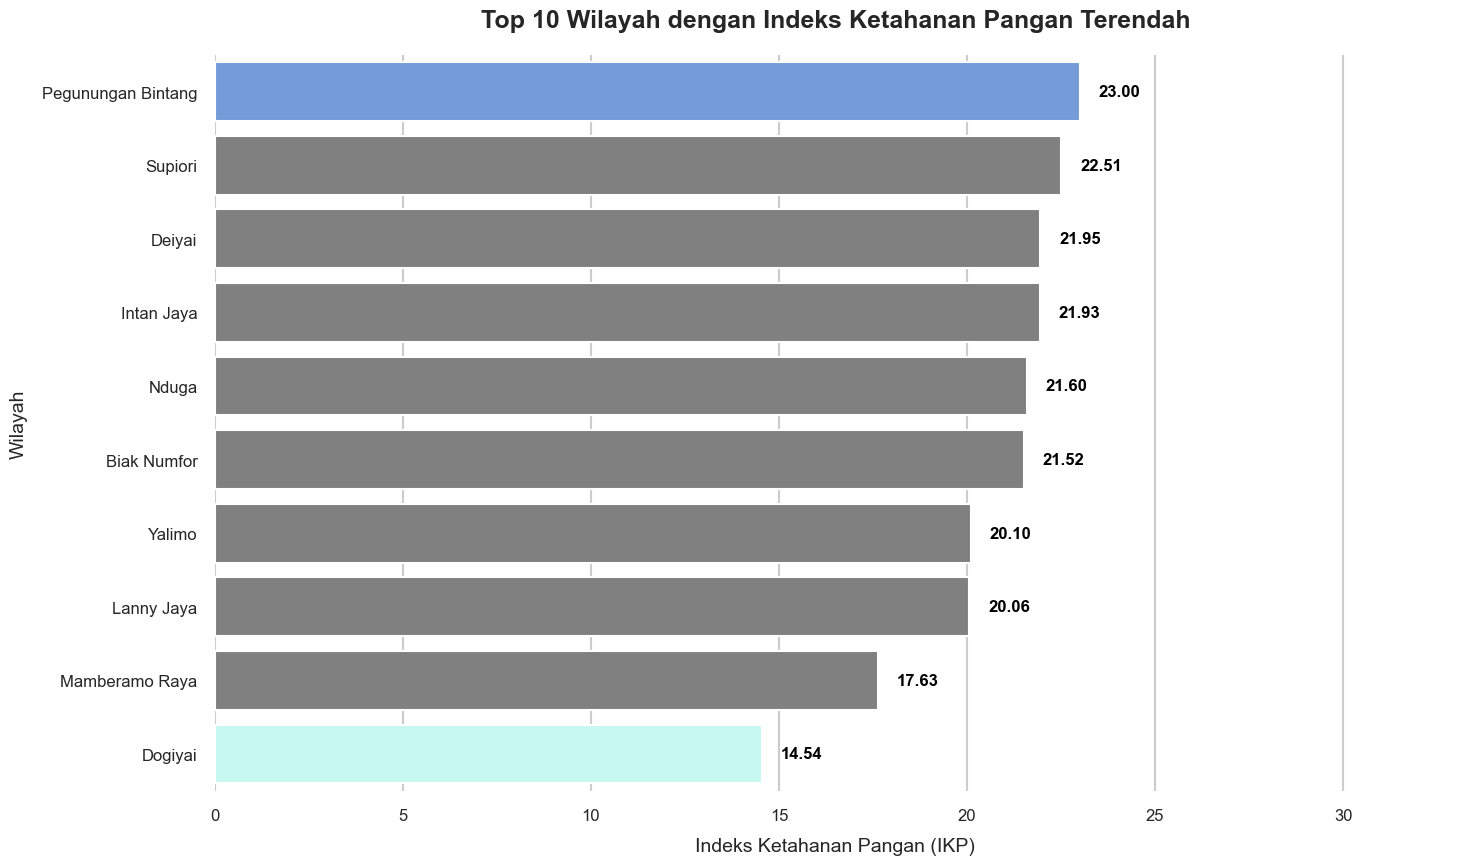 Top 10 Wilayah dengan Indeks Ketahanan Pangan Terendah
Wilayah
Pegunungan Bintang 23.00
Supiori 22.51
Deiyai 21.95
Intan Jaya 21.93
Nduga 21.60
Biak Numfor 21.52
Yalimo 20.10
Lanny Jaya 20.06
Mamberamo Raya 17.63
Dogiyai 14.54
0 5 10 15 20 25 30
Indeks Ketahanan Pangan (IKP)